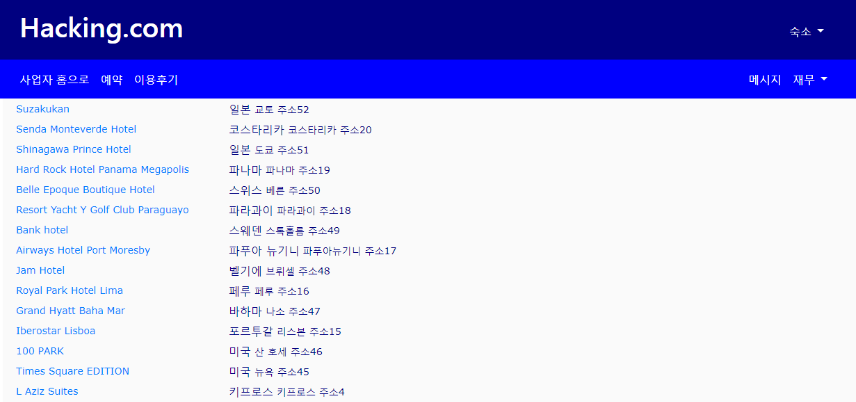 Hacking.com
숙소
사업자 홈으로 예약 이용후기 메시지 재무
Suzakukan 일본 교토 주소52
Senda Monteverde Hotel 코스타리카 코스타리카 주소20
Shinagawa Prince Hotel 일본 도쿄 주소51
Hard Rock Hotel Panama Megapolis 파나마 파나마 주소19
Belle Epoque Boutique Hotel 스위스 베른 주소50
Resort Yacht Y Golf Club Paraguayo 파라과이 파라과이 주소18
Bank hotel 스웨덴 스톡홀름 주소49
Airways Hotel Port Moresby 파푸아 뉴기니 파푸아뉴기니 주소17
Jam Hotel 벨기에 브뤼셀 주소48
Royal Park Hotel Lima 페루 페루 주소16
Grand Hyatt Baha Mar 바하마 나소 주소47
Iberostar Lisboa 포르투갈 리스본 주소15
100 PARK 미국 산 호세 주소46
Times Square EDITION 미국 뉴욕 주소45
L Aziz Suites 키프로스 키프로스 주소4